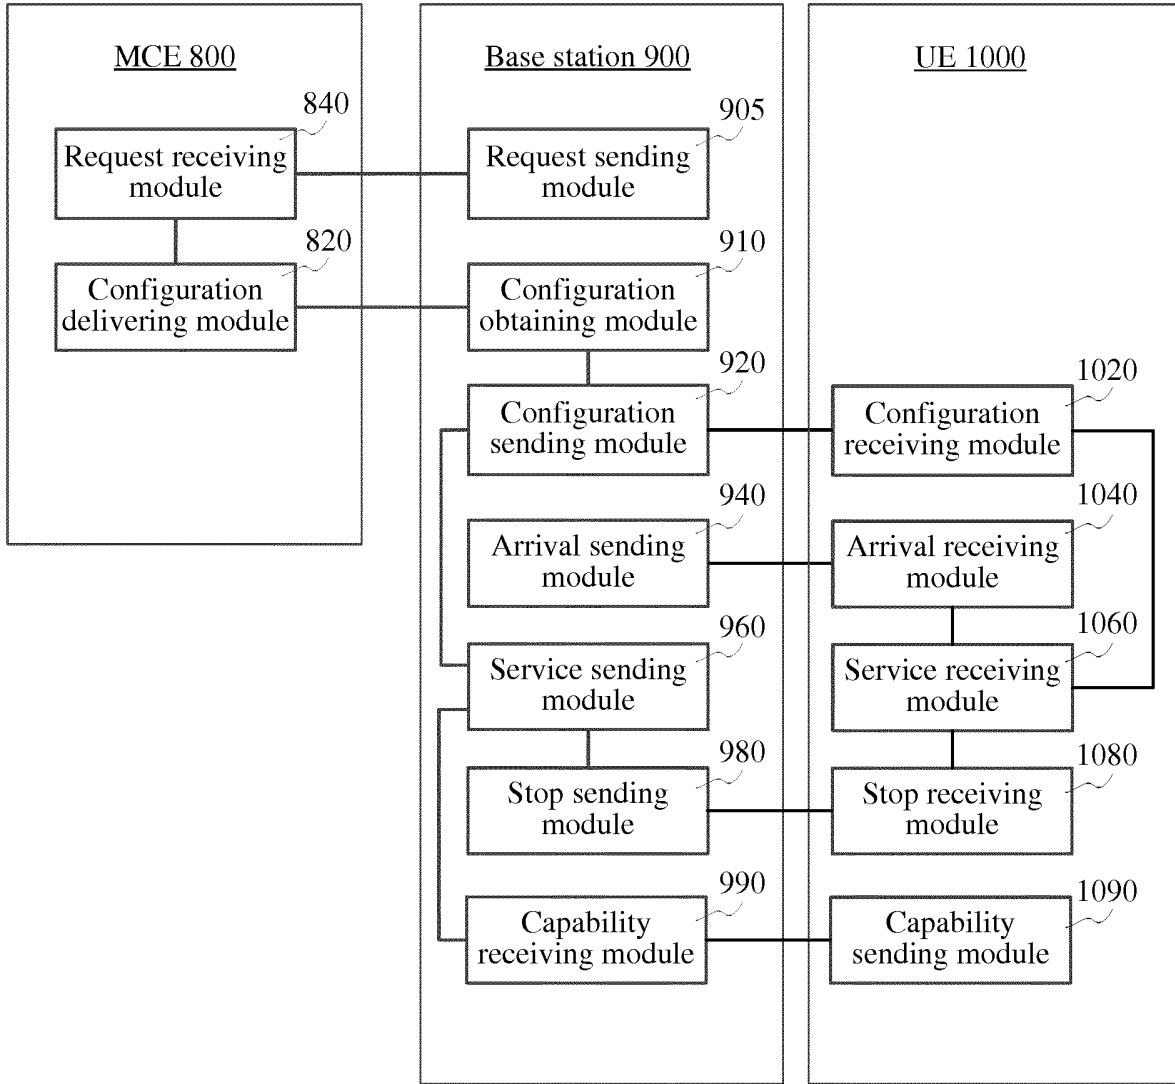 MCE 800
840
Request receiving
module
820
Configuration
delivering module
Base station 900
905
Request sending
module
910
Configuration
obtaining module
920
Configuration
sending module
940
Arrival sending
module
960
Service sending
module
980
Stop sending
module
990
Capability
receiving module
UE 1000
1020
Configuration
receiving module
1040
Arrival receiving
module
1060
Service receiving
module
1080
Stop receiving
module
1090
Capability
sending module